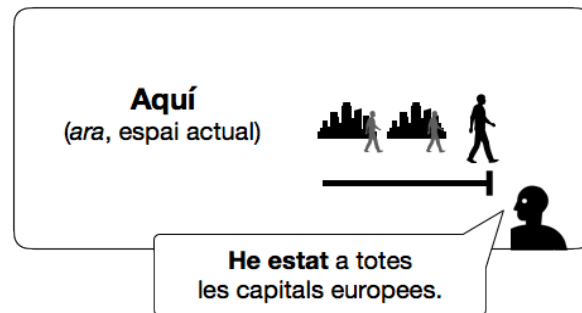 Aquí
(ara, espai actual)
He estat a totes
les capitals europees.